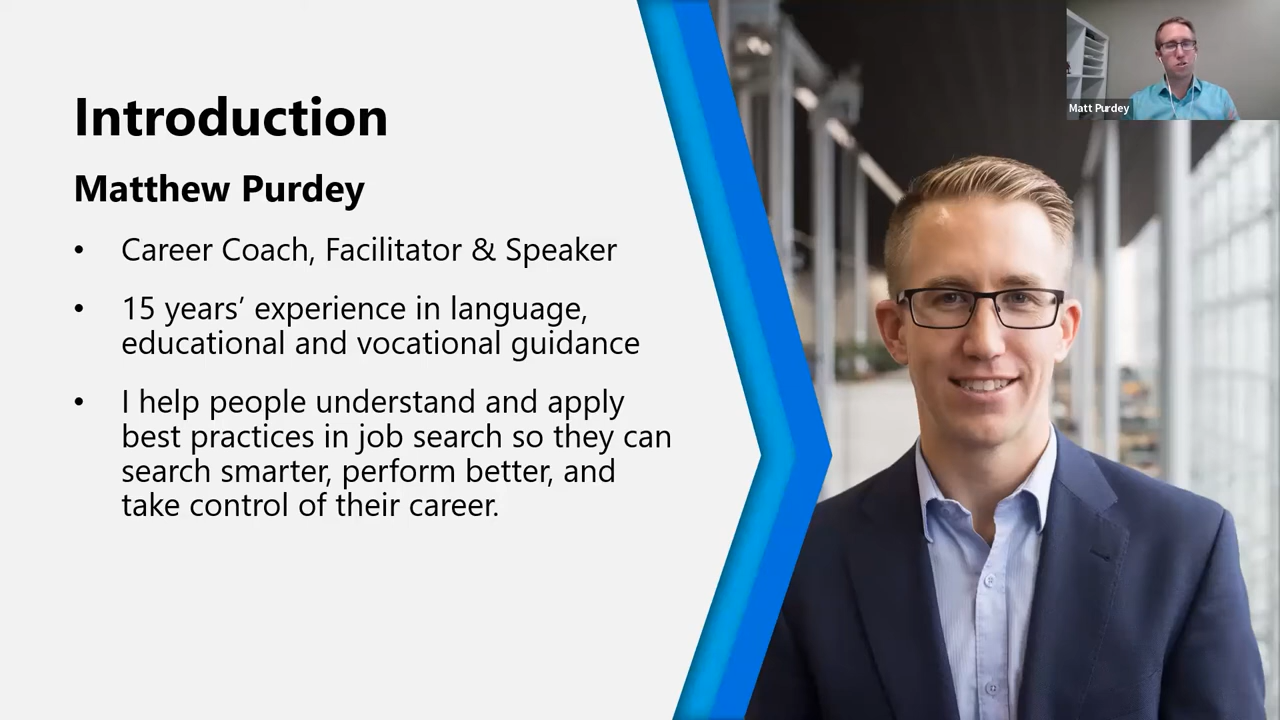 Introduction
Matthew Purdey
• Career Coach, Facilitator & Speaker
• 15 years’ experience in language,
educational and vocational guidance
• I help people understand and apply
best practices in job search so they can
search smarter, perform better, and
take control of their career.
Matt Purdey